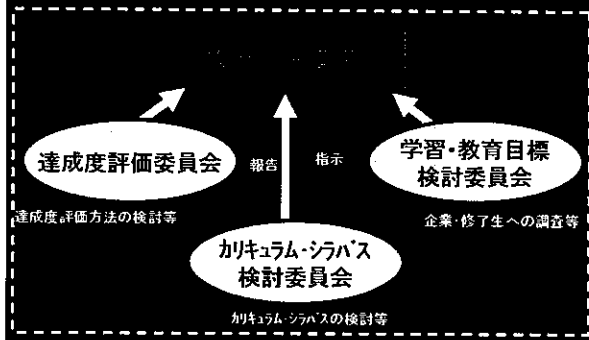 達成度評価委員会
報告
指示
学習・教育目標
検討委員会
達成度評価方法の検討等
企業・修了生への調査等
カリキュラム・シラバス
検討委員会
カリキュラム・シラバスの検討等